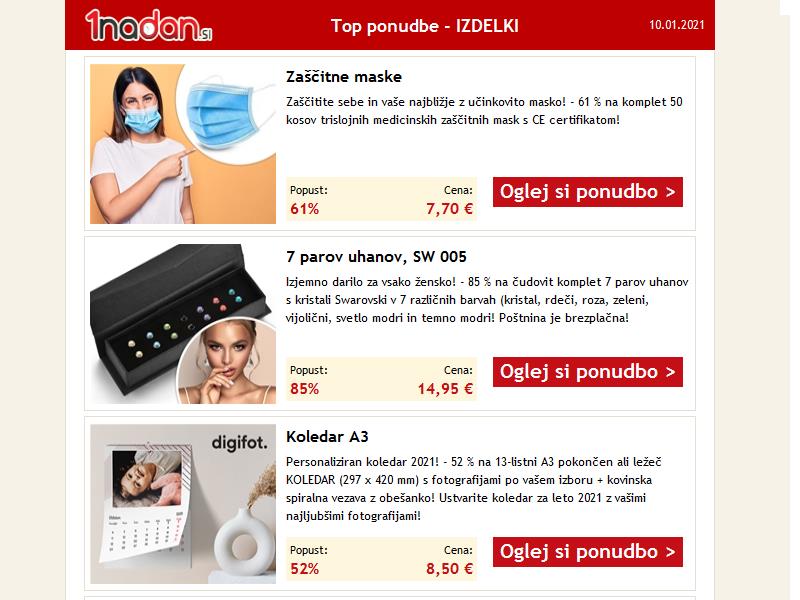 1nadan.si
Top ponudbe - IZDELKI
10.01.2021
Zaščitne maske
Zaščitite sebe in vaše najbližje z učinkovito masko! - 61 % na komplet 50
kosov trislojnih medicinskih zaščitnih mask s CE certifikatom!
Popust:
Cena:
61%
7,70 €
Oglej si ponudbo >
7 parov uhanov, SW 005
Izjemno darilo za vsako žensko! - 85 % na čudovit komplet 7 parov uhanov
s kristali Swarovski v 7 različnih barvah (kristal, rdeči, roza, zeleni,
vijolični, svetlo modri in temno modri! Poštnina je brezplačna!
Popust:
Cena:
85%
14,95 €
Oglej si ponudbo >
digifot.
Koledar A3
Personaliziran koledar 2021! - 52 % na 13-listni A3 pokončen ali ležeč
KOLEDAR (297 x 420 mm) s fotografijami po vašem izboru + kovinska
spiralna vezava z obešanko! Ustvarite koledar za leto 2021 z vašimi
najljubšimi fotografijami!
Popust:
Cena:
52%
8,50 €
Oglej si ponudbo >